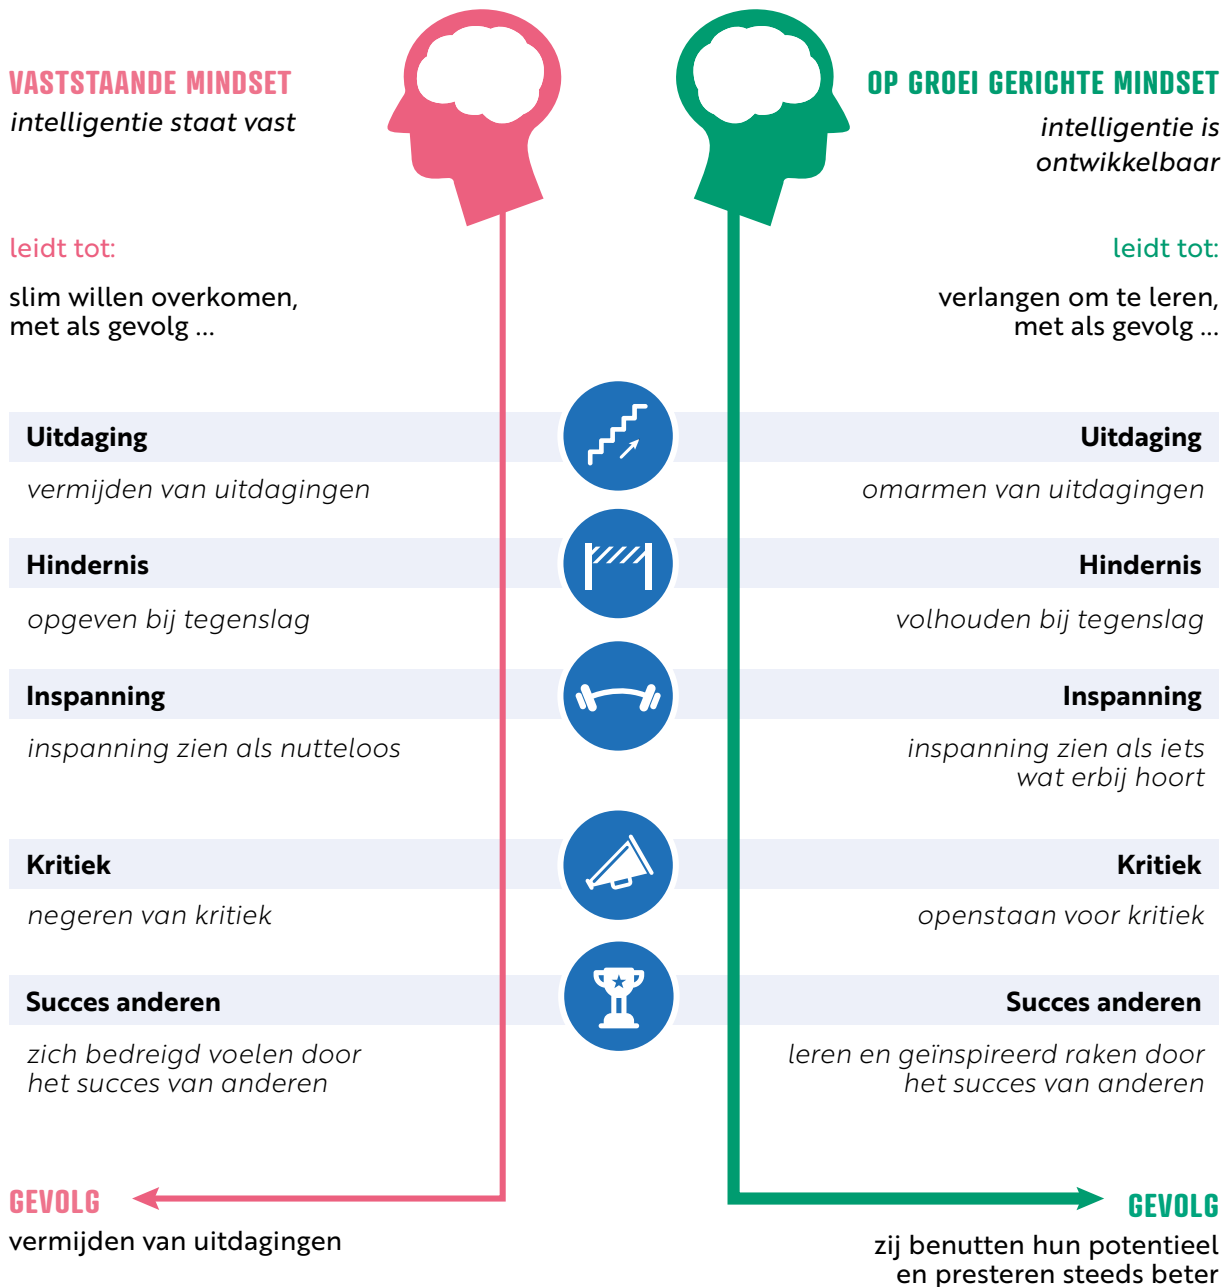 VASTSTAANDE MINDSET
intelligentie staat vast
leidt tot:
slim willen overkomen,
met als gevolg ...
OP GROEI GERICHTE MINDSET
intelligentie is
ontwikkelbaar
leidt tot:
verlangen om te leren,
met als gevolg ...
Uitdaging
vermijden van uitdagingen
Uitdaging
omarmen van uitdagingen
Hindernis
opgeven bij tegenslag
Hindernis
volhouden bij tegenslag
Inspanning
inspanning zien als nutteloos
Inspanning
inspanning zien als iets
wat erbij hoort
Kritiek
negeren van kritiek
Kritiek
openstaan voor kritiek
Succes anderen
zich bedreigd voelen door
het succes van anderen
Succes anderen
leren en geïnspireerd raken door
het succes van anderen
GEVOLG
vermijden van uitdagingen
GEVOLG
zij benutten hun potentieel
en presteren steeds beter